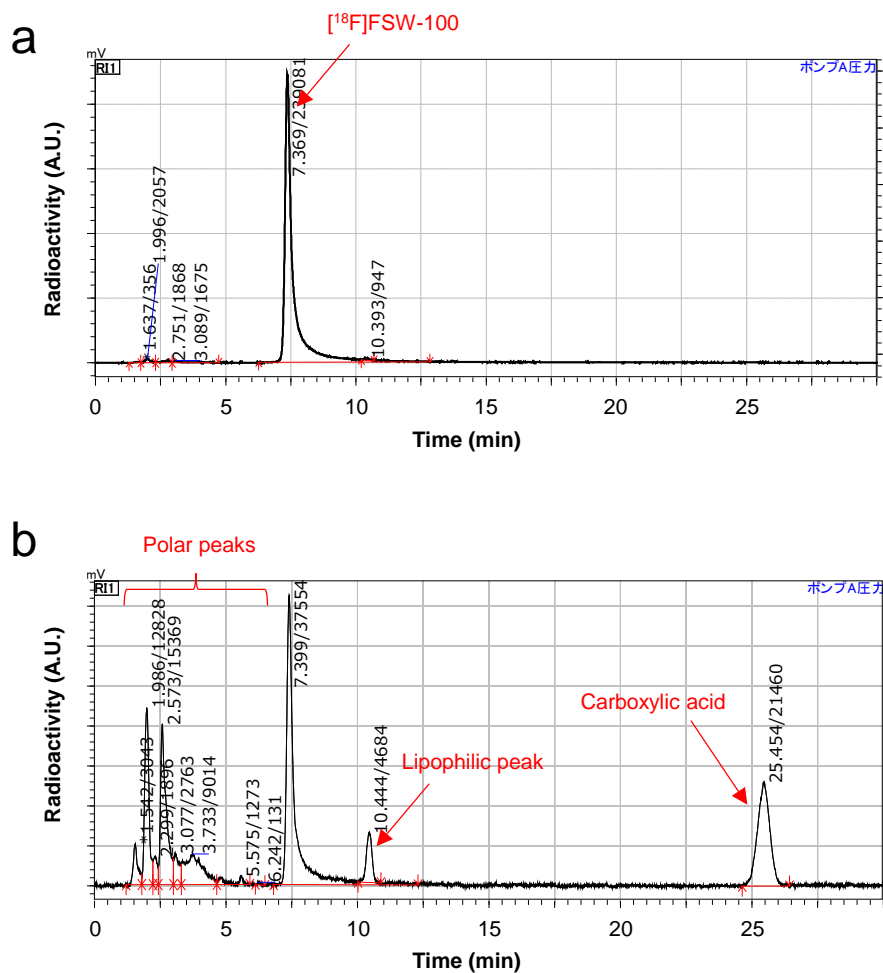 a
[¹⁸F]FSW-100
mV
RI1
ポンプA圧力
Radioactivity (A.U.)
1.637/356
1.996/2057
2.751/1868
3.089/1675
7.369/239081
10.393/947
0 5 10 15 20 25
Time (min)
b
Polar peaks
mV
RI1
ポンプA圧力
Radioactivity (A.U.)
1.542/3043
1.986/12828
2.299/1896
2.573/15369
3.077/2763
3.733/9014
5.575/1273
6.242/131
7.399/37554
10.444/4684
25.454/21460
Lipophilic peak
Carboxylic acid
0 5 10 15 20 25
Time (min)